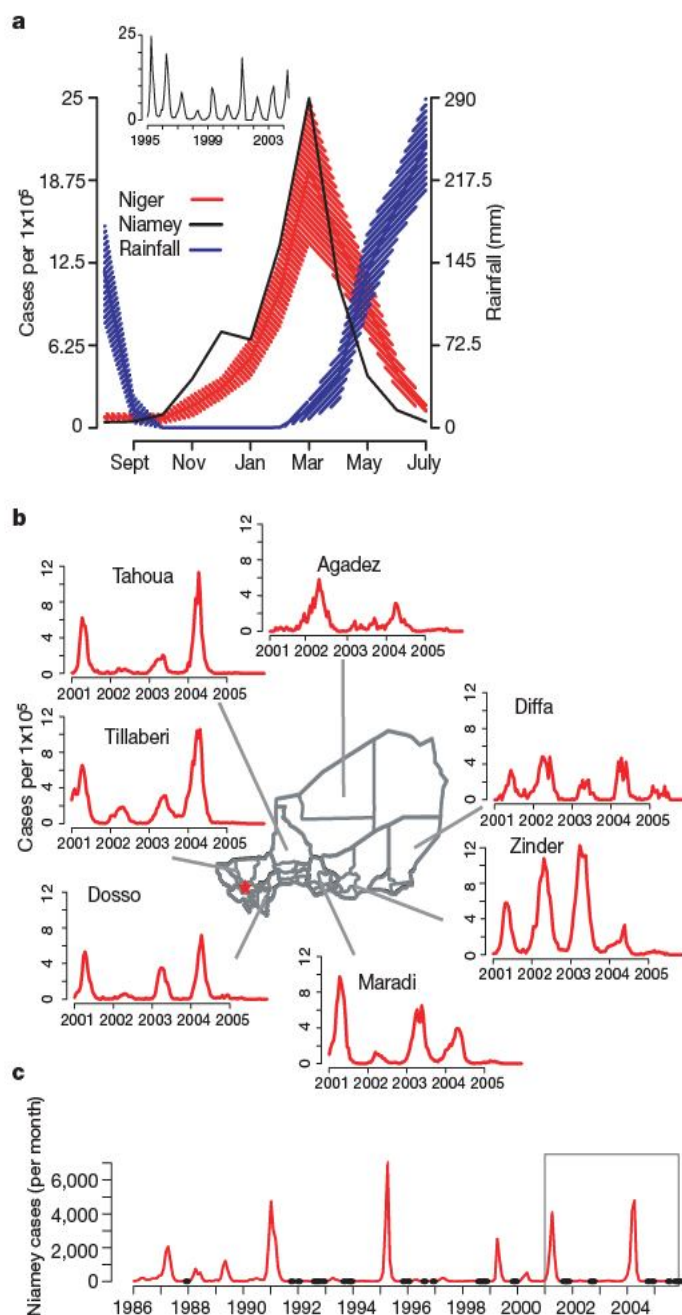 a
25
0
1995 1999 2003
25
18.75
12.5
6.25
0
Cases per 1x10⁵
Niger
Niamey
Rainfall
290
217.5
145
72.5
0
Rainfall (mm)
Sept Nov Jan Mar May July
b
Cases per 1x10⁵
Tahoua
12
8
4
0
2001 2002 2003 2004 2005
Agadez
12
8
4
0
2001 2002 2003 2004 2005
Tillaberi
12
8
4
0
2001 2002 2003 2004 2005
Diffa
12
8
4
0
2001 2002 2003 2004 2005
Zinder
12
8
4
0
2001 2002 2003 2004 2005
Dosso
12
8
4
0
2001 2002 2003 2004 2005
Maradi
12
8
4
0
2001 2002 2003 2004 2005
c
Niamey cases (per month)
6,000
4,000
2,000
0
1986 1988 1990 1992 1994 1996 1998 2000 2002 2004